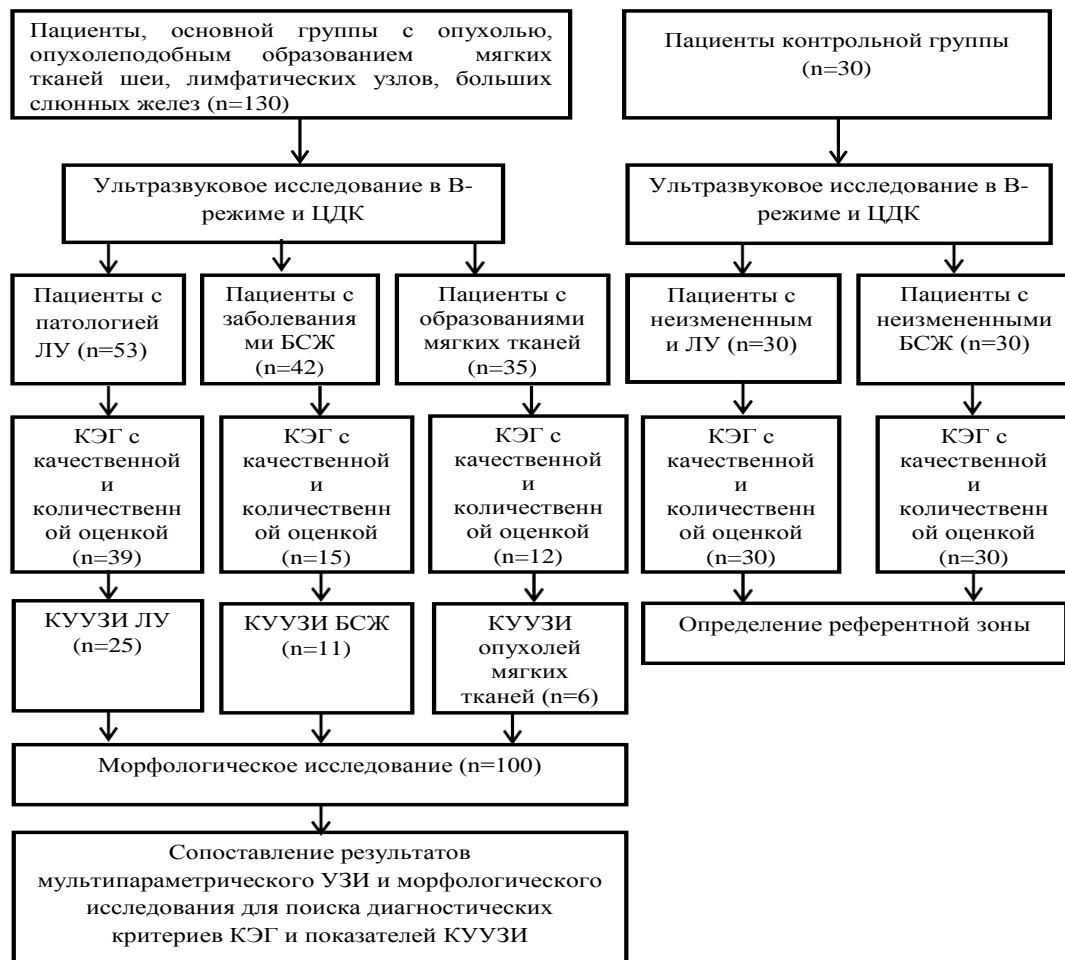 Пациенты, основной группы с опухолью,
опухолеподобным образованием мягких
тканей шеи, лимфатических узлов, больших
слюнных желез (n=130)
Пациенты контрольной группы
(n=30)
Ультразвуковое исследование в В-
режиме и ЦДК
Ультразвуковое исследование в В-
режиме и ЦДК
Пациенты с
патологией
ЛУ (n=53)
Пациенты с
заболевания
ми БСЖ
(n=42)
Пациенты с
образованиями
мягких тканей
(n=35)
Пациенты с
неизмененным
и ЛУ (n=30)
Пациенты с
неизмененными
БСЖ (n=30)
КЭГ с
качественной
и
количественн
ой оценкой
(n=39)
КЭГ с
качественной
и
количественн
ой оценкой
(n=15)
КЭГ с
качественной
и
количественн
ой оценкой
(n=12)
КЭГ с
качественной
и
количественн
ой оценкой
(n=30)
КЭГ с
качественной
и
количественн
ой оценкой
(n=30)
КУУЗИ ЛУ
(n=25)
КУУЗИ БСЖ
(n=11)
КУУЗИ
опухолей
мягких
тканей (n=6)
Определение референтной зоны
Морфологическое исследование (n=100)
Сопоставление результатов
мультипараметрического УЗИ и морфологического
исследования для поиска диагностических
критериев КЭГ и показателей КУУЗИ